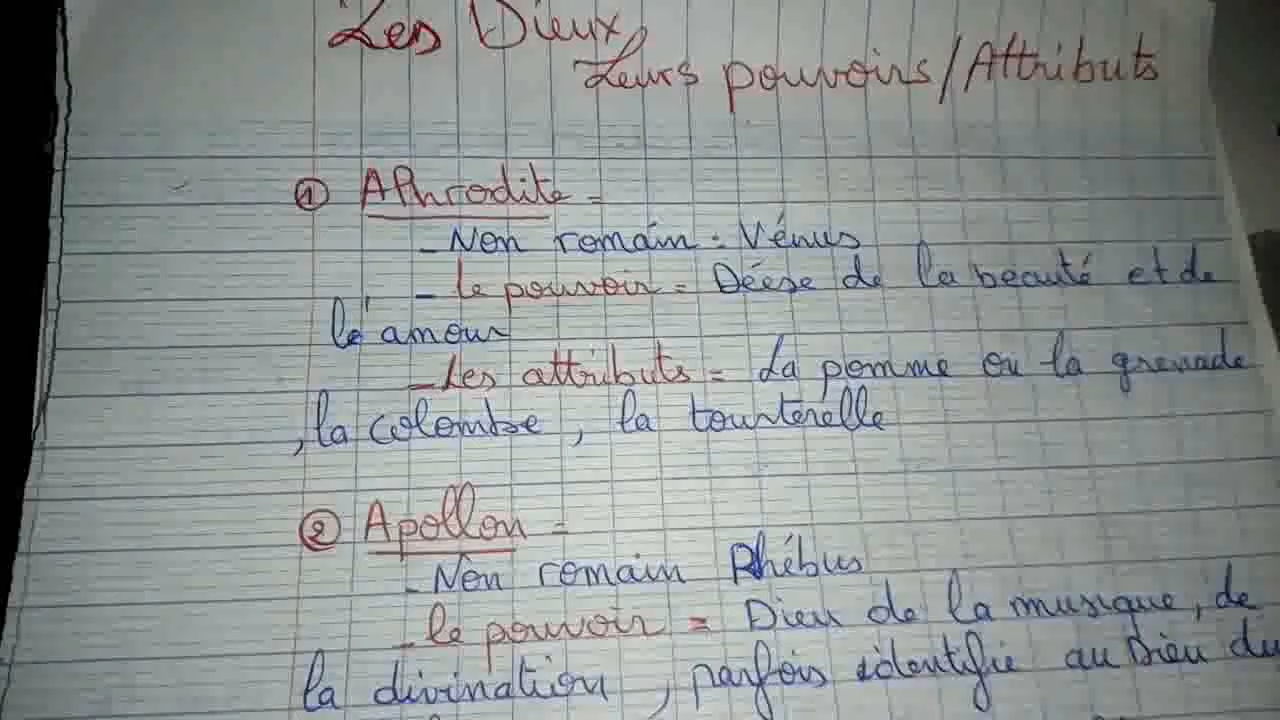 Les Dieux,
Leurs pouvoirs/Attributs
① APhrodite =
- Non romain = Vénus
- le pouvoir = Déese de la beauté et de
l'amour
- Les attributs = La pomme ou la grenade
, la colombe, la tourterelle
② Apollon =
- Non romain Phébus
- le pouvoir = Dieu de la musique, de
la divination, parfois identifie au Dieu du